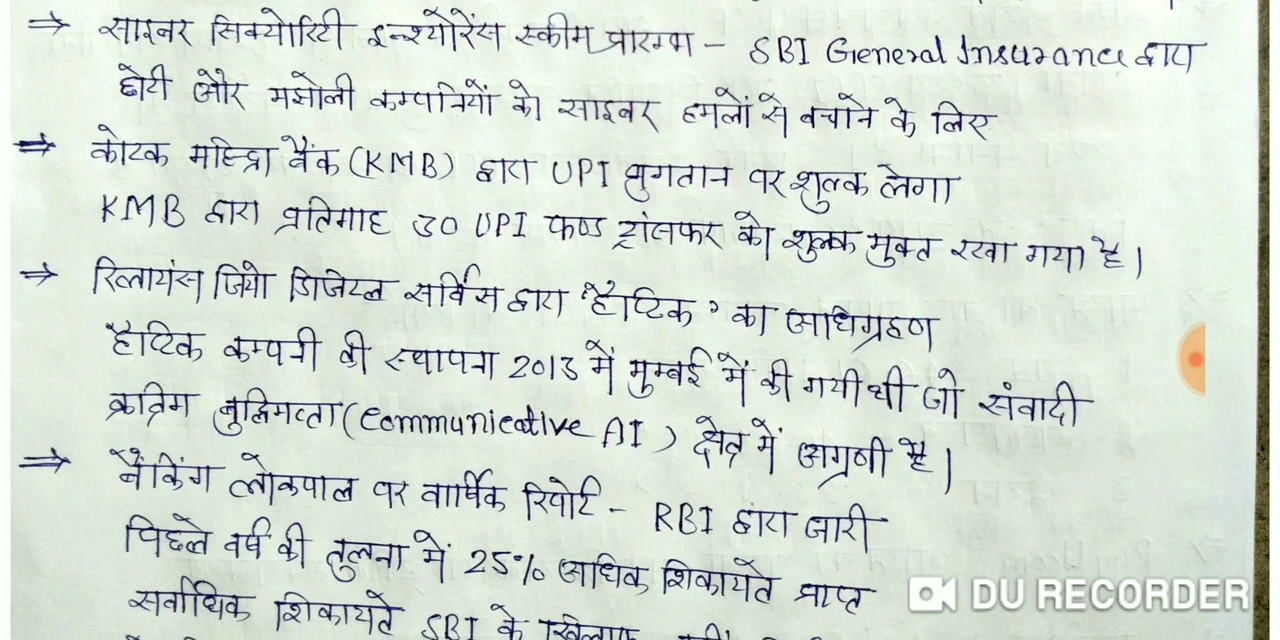 ⇒ साइबर सिक्योरिटी इन्श्योरेंस स्कीम प्रारम्भ - SBI General Insurance द्वारा
छोटी और मझोली कम्पनियों को साइबर हमलों से बचाने के लिए
⇒ कोटक महिन्द्रा बैंक (KMB) द्वारा UPI भुगतान पर शुल्क लेगा
KMB द्वारा प्रतिमाह 30 UPI फण्ड ट्रांसफर को शुल्क मुक्त रखा गया है।
⇒ रिलायंस जियो डिजिटल सर्विस द्वारा "हैप्टिक" का अधिग्रहण
हैप्टिक कम्पनी की स्थापना 2013 में मुम्बई में की गयी थी जो संवादी
क्रत्रिम बुद्धिमत्ता (Communicative AI) क्षेत्र में अग्रणी है।
⇒ बैंकिंग लोकपाल पर वार्षिक रिपोर्ट - RBI द्वारा जारी
पिछले वर्ष की तुलना में 25% अधिक शिकायतें प्राप्त
सर्वाधिक शिकायतें SBI के खिलाफ
DU RECORDER